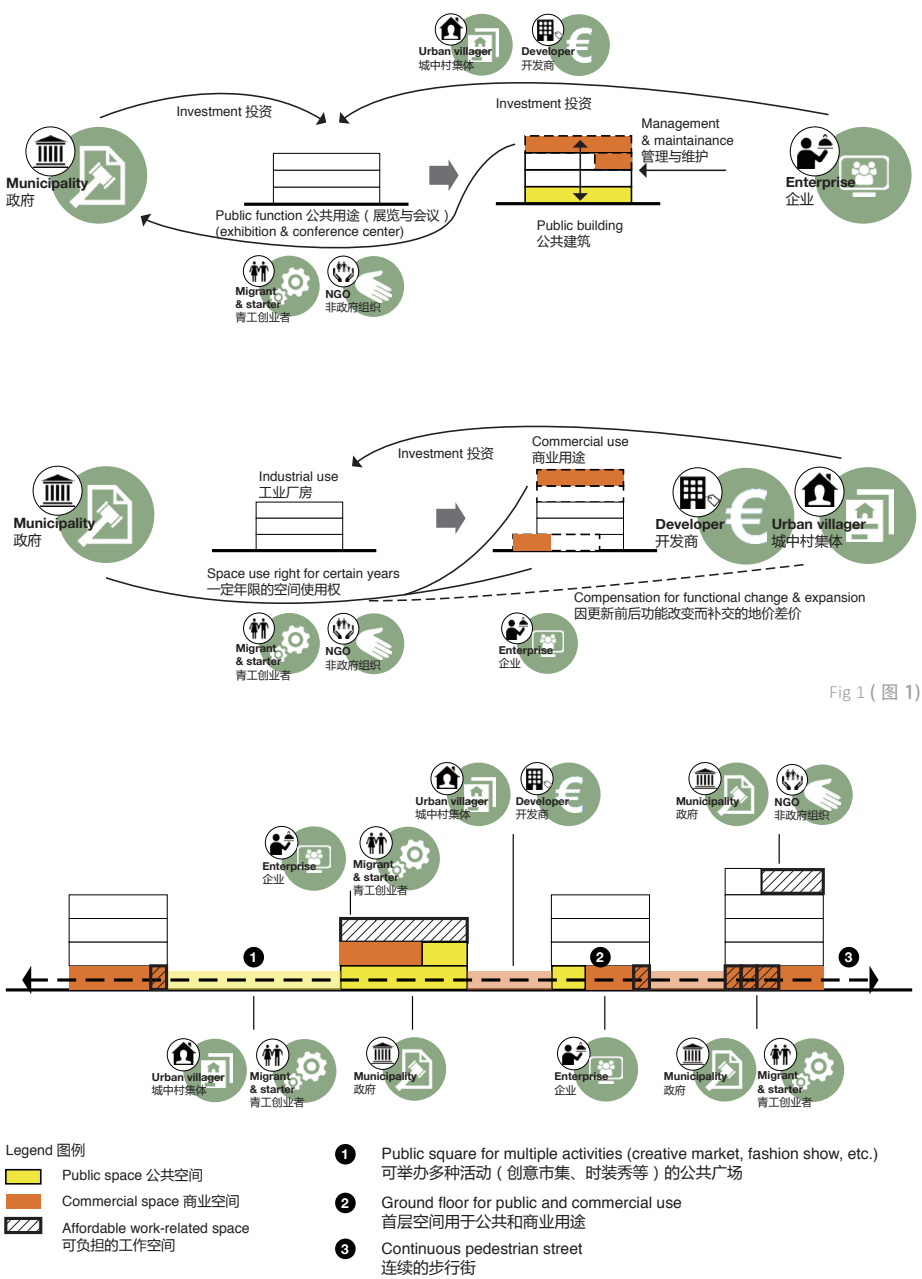 Urban villager
城中村集体
Developer
开发商
Investment 投资
Investment 投资
Management
& maintainance
管理与维护
Municipality
政府
Enterprise
企业
Public function 公共用途 ( 展览与会议 )
(exhibition & conference center)
Public building
公共建筑
Migrant
& starter
青工创业者
NGO
非政府组织
Commercial use
商业用途
Investment 投资
Industrial use
工业厂房
Municipality
政府
Developer
开发商
Urban villager
城中村集体
Space use right for certain years
一定年限的空间使用权
Compensation for functional change & expansion
因更新前后功能改变而补交的地价差价
Migrant
& starter
青工创业者
NGO
非政府组织
Enterprise
企业
Fig 1 ( 图 1)
Urban villager
城中村集体
Developer
开发商
Municipality
政府
NGO
非政府组织
Enterprise
企业
Migrant
& starter
青工创业者
1
2
3
Urban villager
城中村集体
Migrant
& starter
青工创业者
Municipality
政府
Enterprise
企业
Municipality
政府
Migrant
& starter
青工创业者
Legend 图例
Public space 公共空间
Commercial space 商业空间
Affordable work-related space
可负担的工作空间
1 Public square for multiple activities (creative market, fashion show, etc.)
可举办多种活动 ( 创意市集、时装秀等 ) 的公共广场
2 Ground floor for public and commercial use
首层空间用于公共和商业用途
3 Continuous pedestrian street
连续的步行街